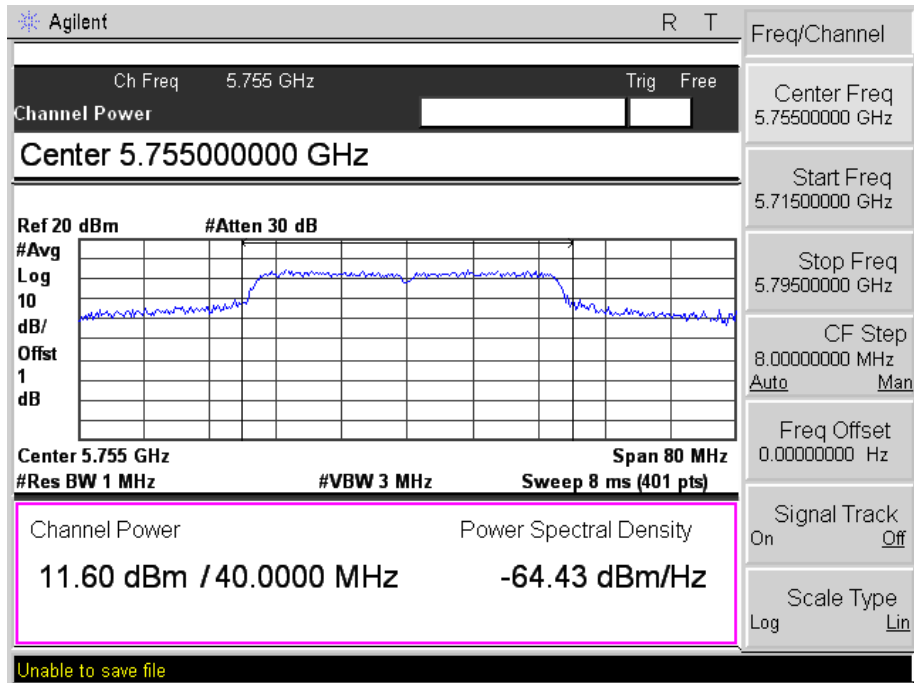 Agilent R T
Ch Freq 5.755 GHz Trig Free
Channel Power
Center 5.755000000 GHz
Ref 20 dBm #Atten 30 dB
#Avg
Log
10
dB/
Offst
1
dB
Center 5.755 GHz Span 80 MHz
#Res BW 1 MHz #VBW 3 MHz Sweep 8 ms (401 pts)
Channel Power Power Spectral Density
11.60 dBm / 40.0000 MHz -64.43 dBm/Hz
Unable to save file
Freq/Channel
Center Freq
5.75500000 GHz
Start Freq
5.71500000 GHz
Stop Freq
5.79500000 GHz
CF Step
8.00000000 MHz
Auto Man
Freq Offset
0.00000000 Hz
Signal Track
On Off
Scale Type
Log Lin